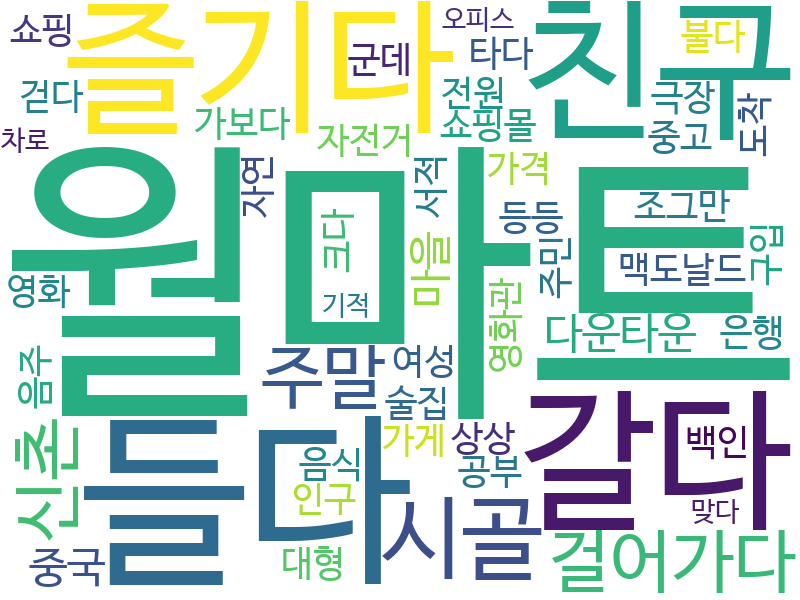 쇼핑
즐기다
오피스
친구
불다
군데
타다
걷다
가보다
전원
극장
차로
자전거
쇼핑몰
중고
도착
월마트
자연
서적
가격
크다
등등
조그만
마을
주민
구입
맥도날드
영화
기적
영화관
다운타운
은행
음주
주말
여성
술집
들다
갈다
신촌
가게
상상
백인
음식
공부
인구
시골
맞다
중국
대형
걸어가다